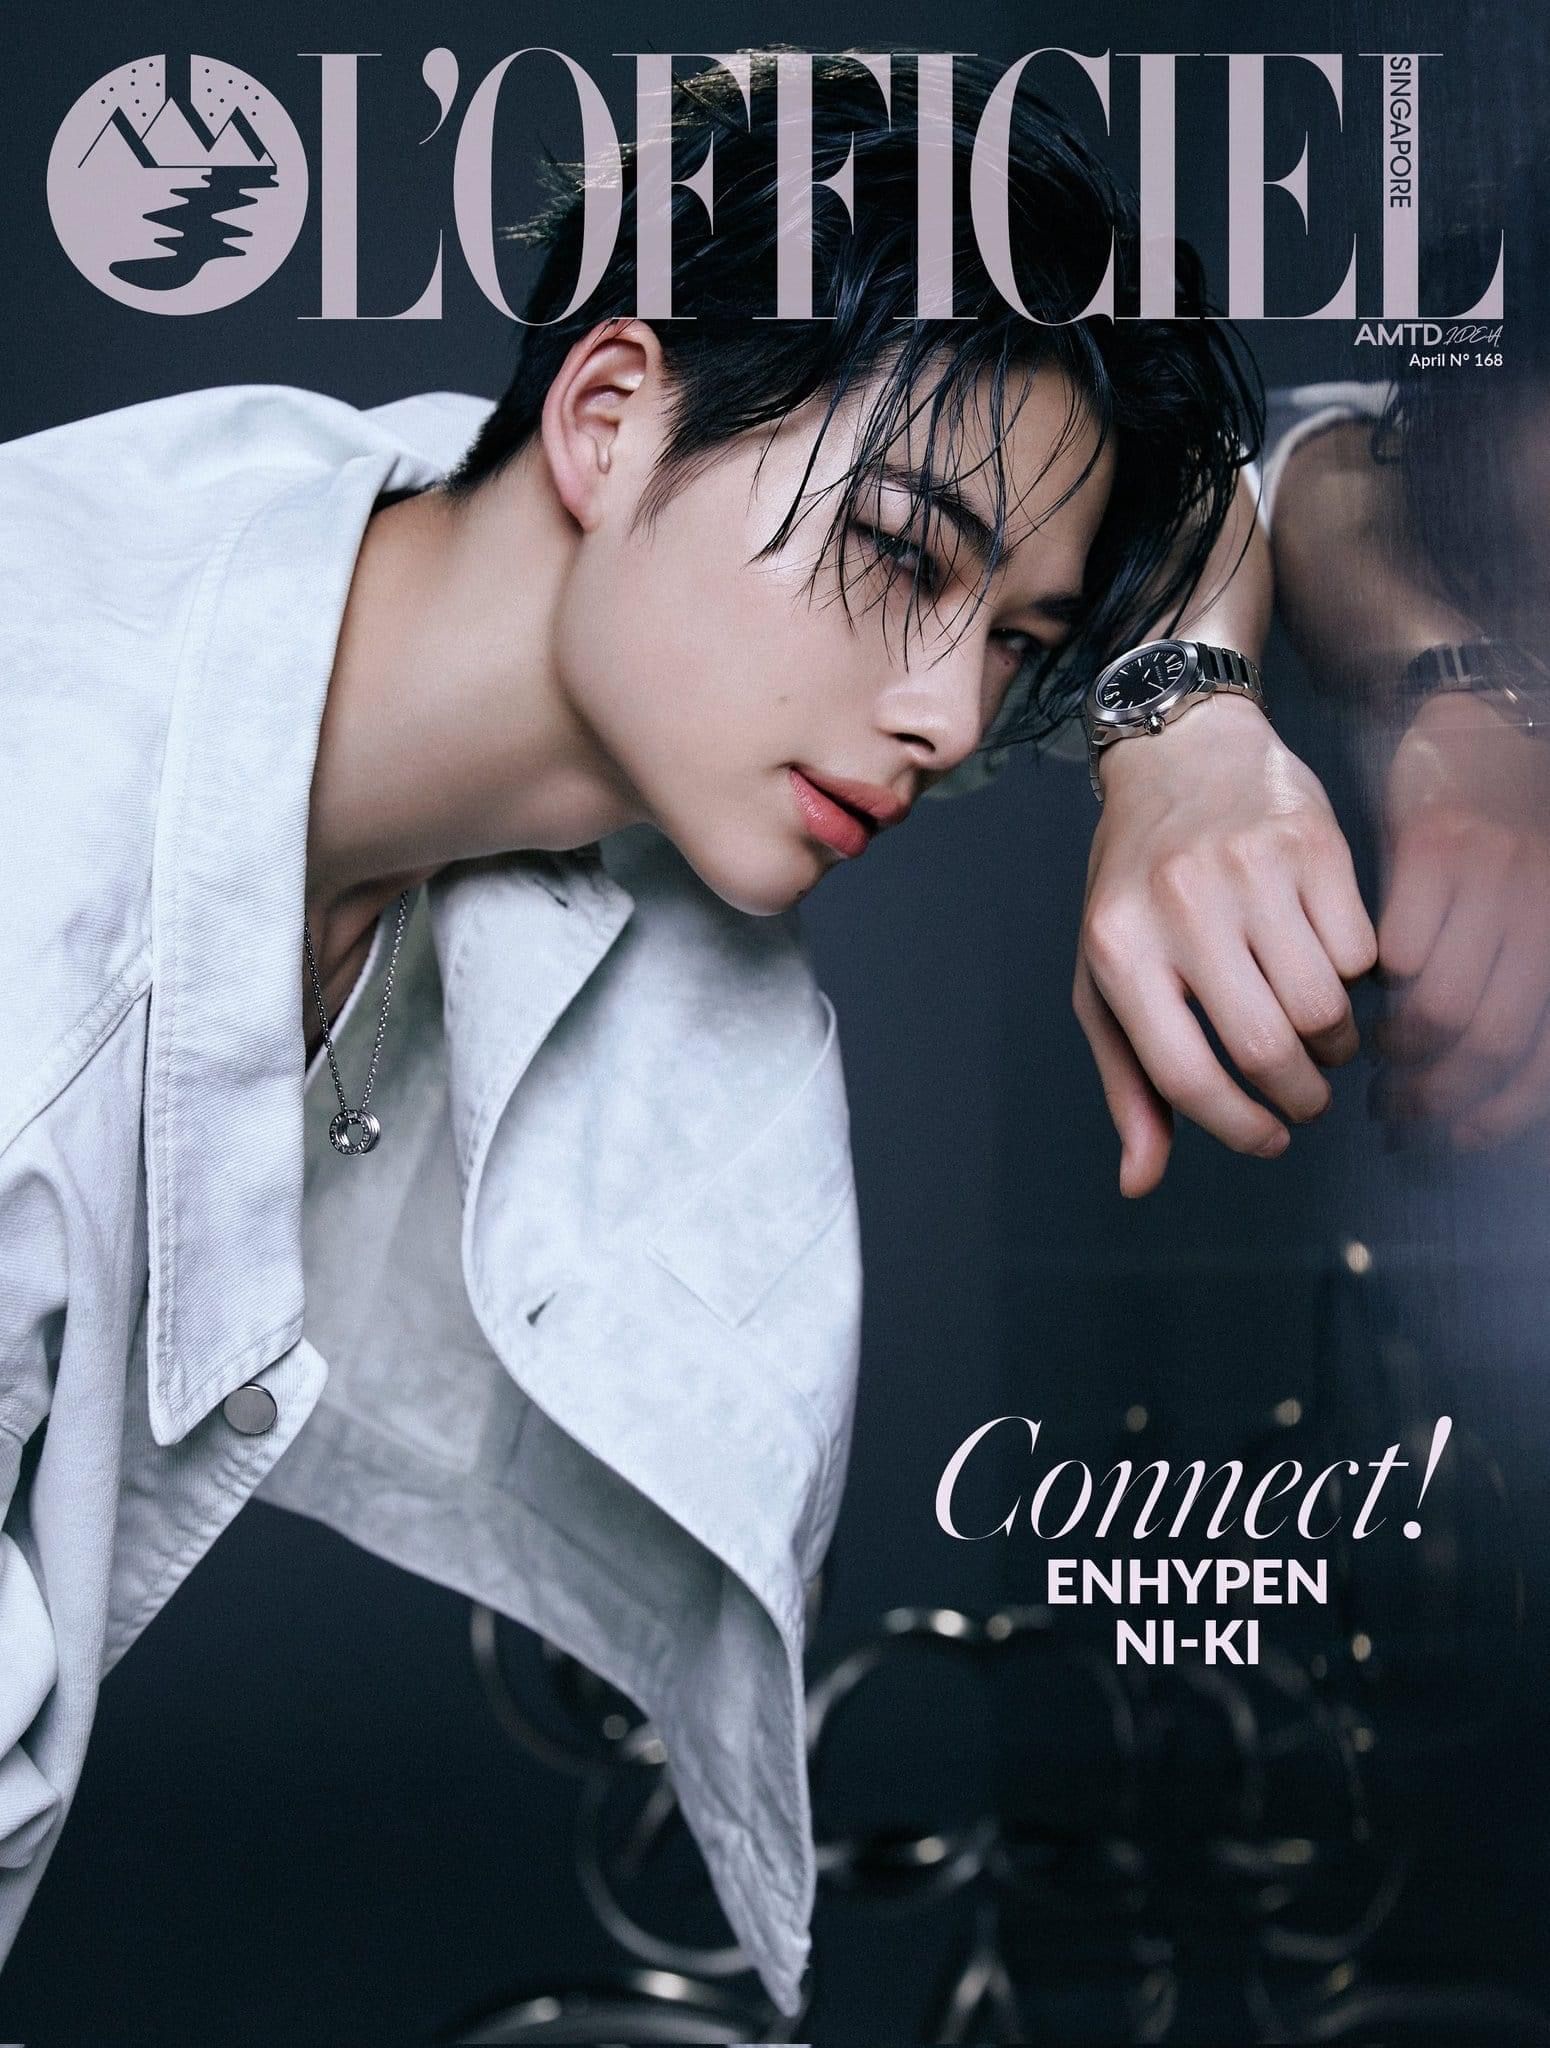 L'OFFICIEL
SINGAPORE
AMTD IDEA
April N° 168
Connect!
ENHYPEN
NI-KI